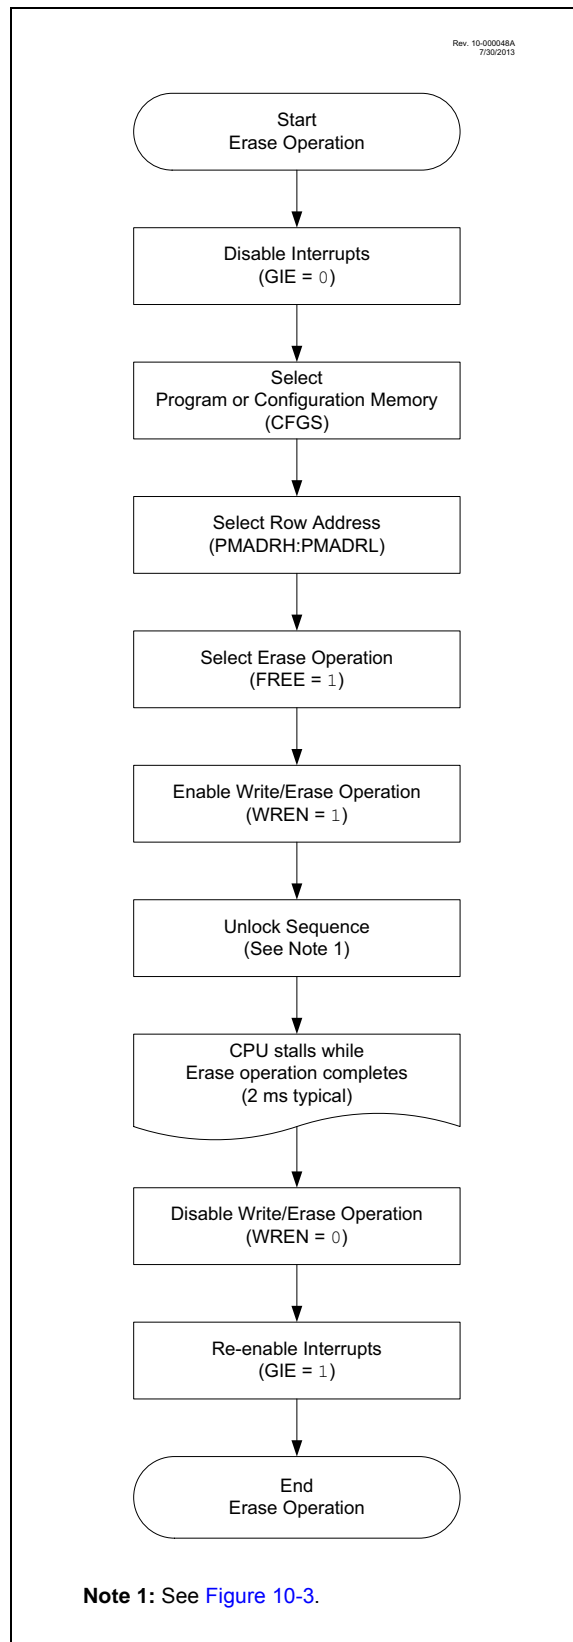 Rev. 10-000048A
7/30/2013
Start
Erase Operation
Disable Interrupts
(GIE = 0)
Select
Program or Configuration Memory
(CFGS)
Select Row Address
(PMADRH:PMADRL)
Select Erase Operation
(FREE = 1)
Enable Write/Erase Operation
(WREN = 1)
Unlock Sequence
(See Note 1)
CPU stalls while
Erase operation completes
(2 ms typical)
Disable Write/Erase Operation
(WREN = 0)
Re-enable Interrupts
(GIE = 1)
End
Erase Operation
Note 1: See Figure 10-3.